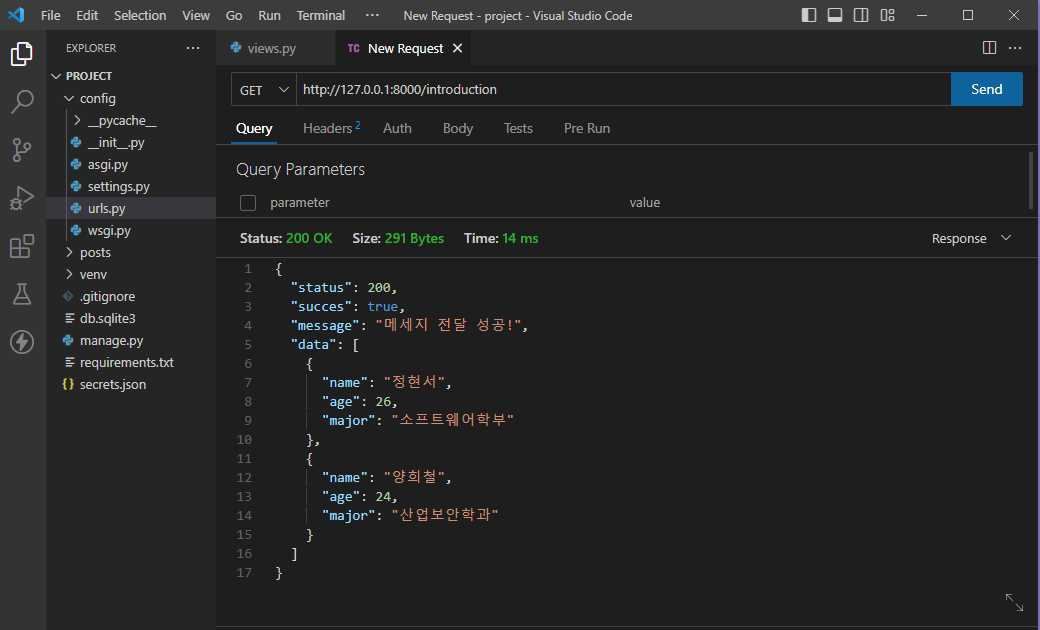 File Edit Selection View Go Run Terminal ··· New Request - project - Visual Studio Code
EXPLORER ···
PROJECT
config
__pycache__
__init__.py
asgi.py
settings.py
urls.py
wsgi.py
posts
venv
.gitignore
db.sqlite3
manage.py
requirements.txt
{} secrets.json
views.py
TC New Request
GET http://127.0.0.1:8000/introduction Send
Query Headers 2 Auth Body Tests Pre Run
Query Parameters
parameter value
Status: 200 OK Size: 291 Bytes Time: 14 ms Response
1 {
2 "status": 200,
3 "succes": true,
4 "message": "메세지 전달 성공!",
5 "data": [
6 {
7 "name": "정현서",
8 "age": 26,
9 "major": "소프트웨어학부"
10 },
11 {
12 "name": "양희철",
13 "age": 24,
14 "major": "산업보안학과"
15 }
16 ]
17 }